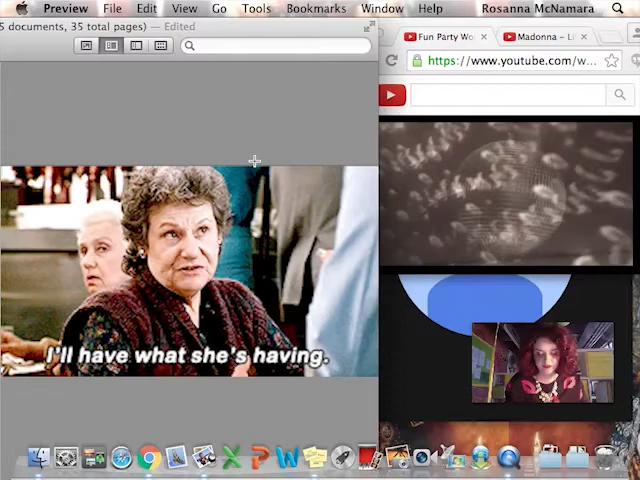 Preview File Edit View Go Tools Bookmarks Window Help Rosanna McNamara
5 documents, 35 total pages) — Edited
Fun Party Wo
Madonna – Li
https://www.youtube.com/w...
I'll have what she's having.